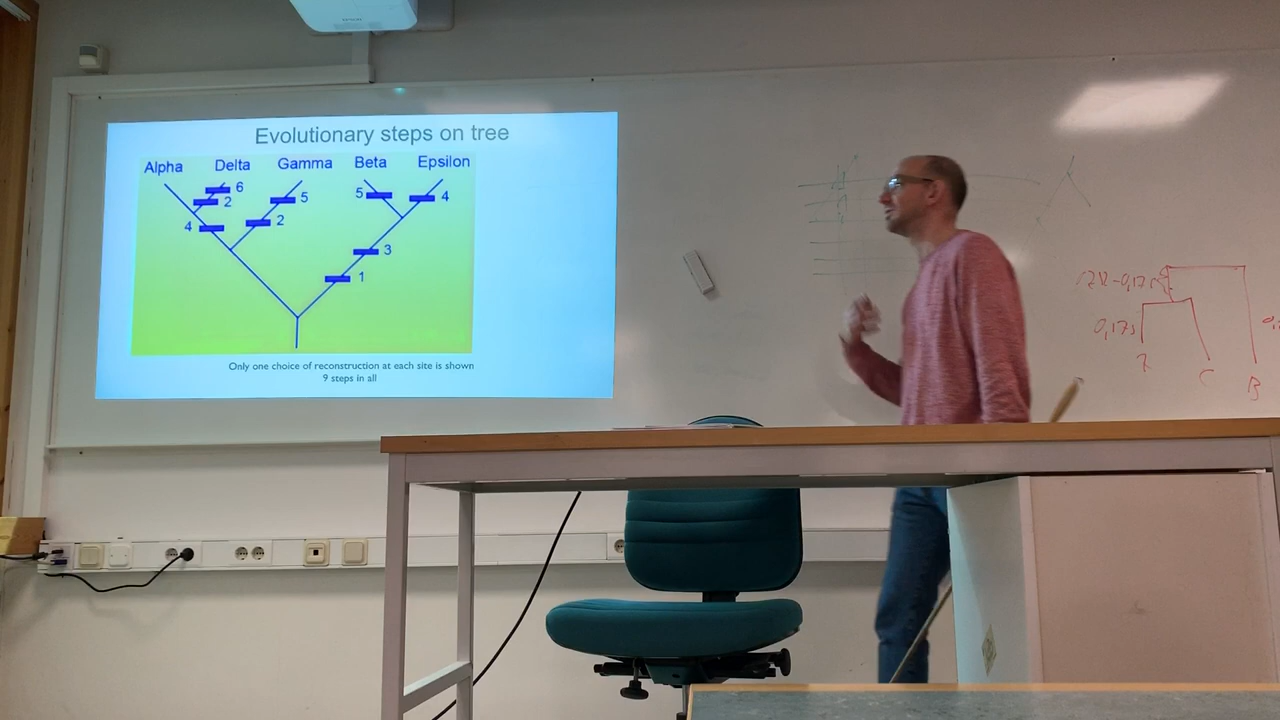 Evolutionary steps on tree
Alpha Delta Gamma Beta Epsilon
6
2
5
5
4
4
2
3
1
Only one choice of reconstruction at each site is shown
9 steps in all
C
B